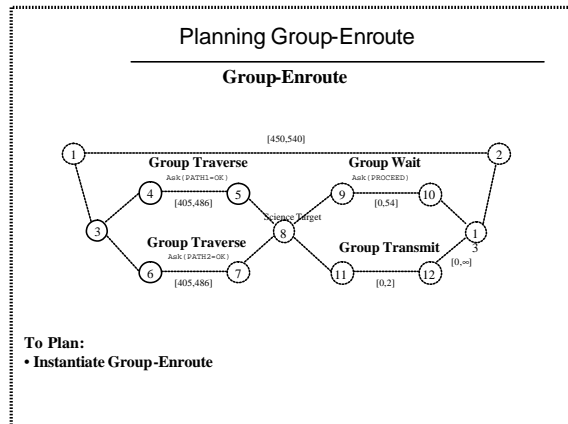 Planning Group-Enroute
Group-Enroute
[450,540]
1
2
Group Traverse
Group Wait
Ask(PATH1=OK)
Ask(PROCEED)
4
5
9
10
[405,486]
[0,54]
Science Target
3
8
1
3
Group Traverse
Group Transmit
Ask(PATH2=OK)
[0,∞]
6
7
11
12
[405,486]
[0,2]
To Plan:
• Instantiate Group-Enroute